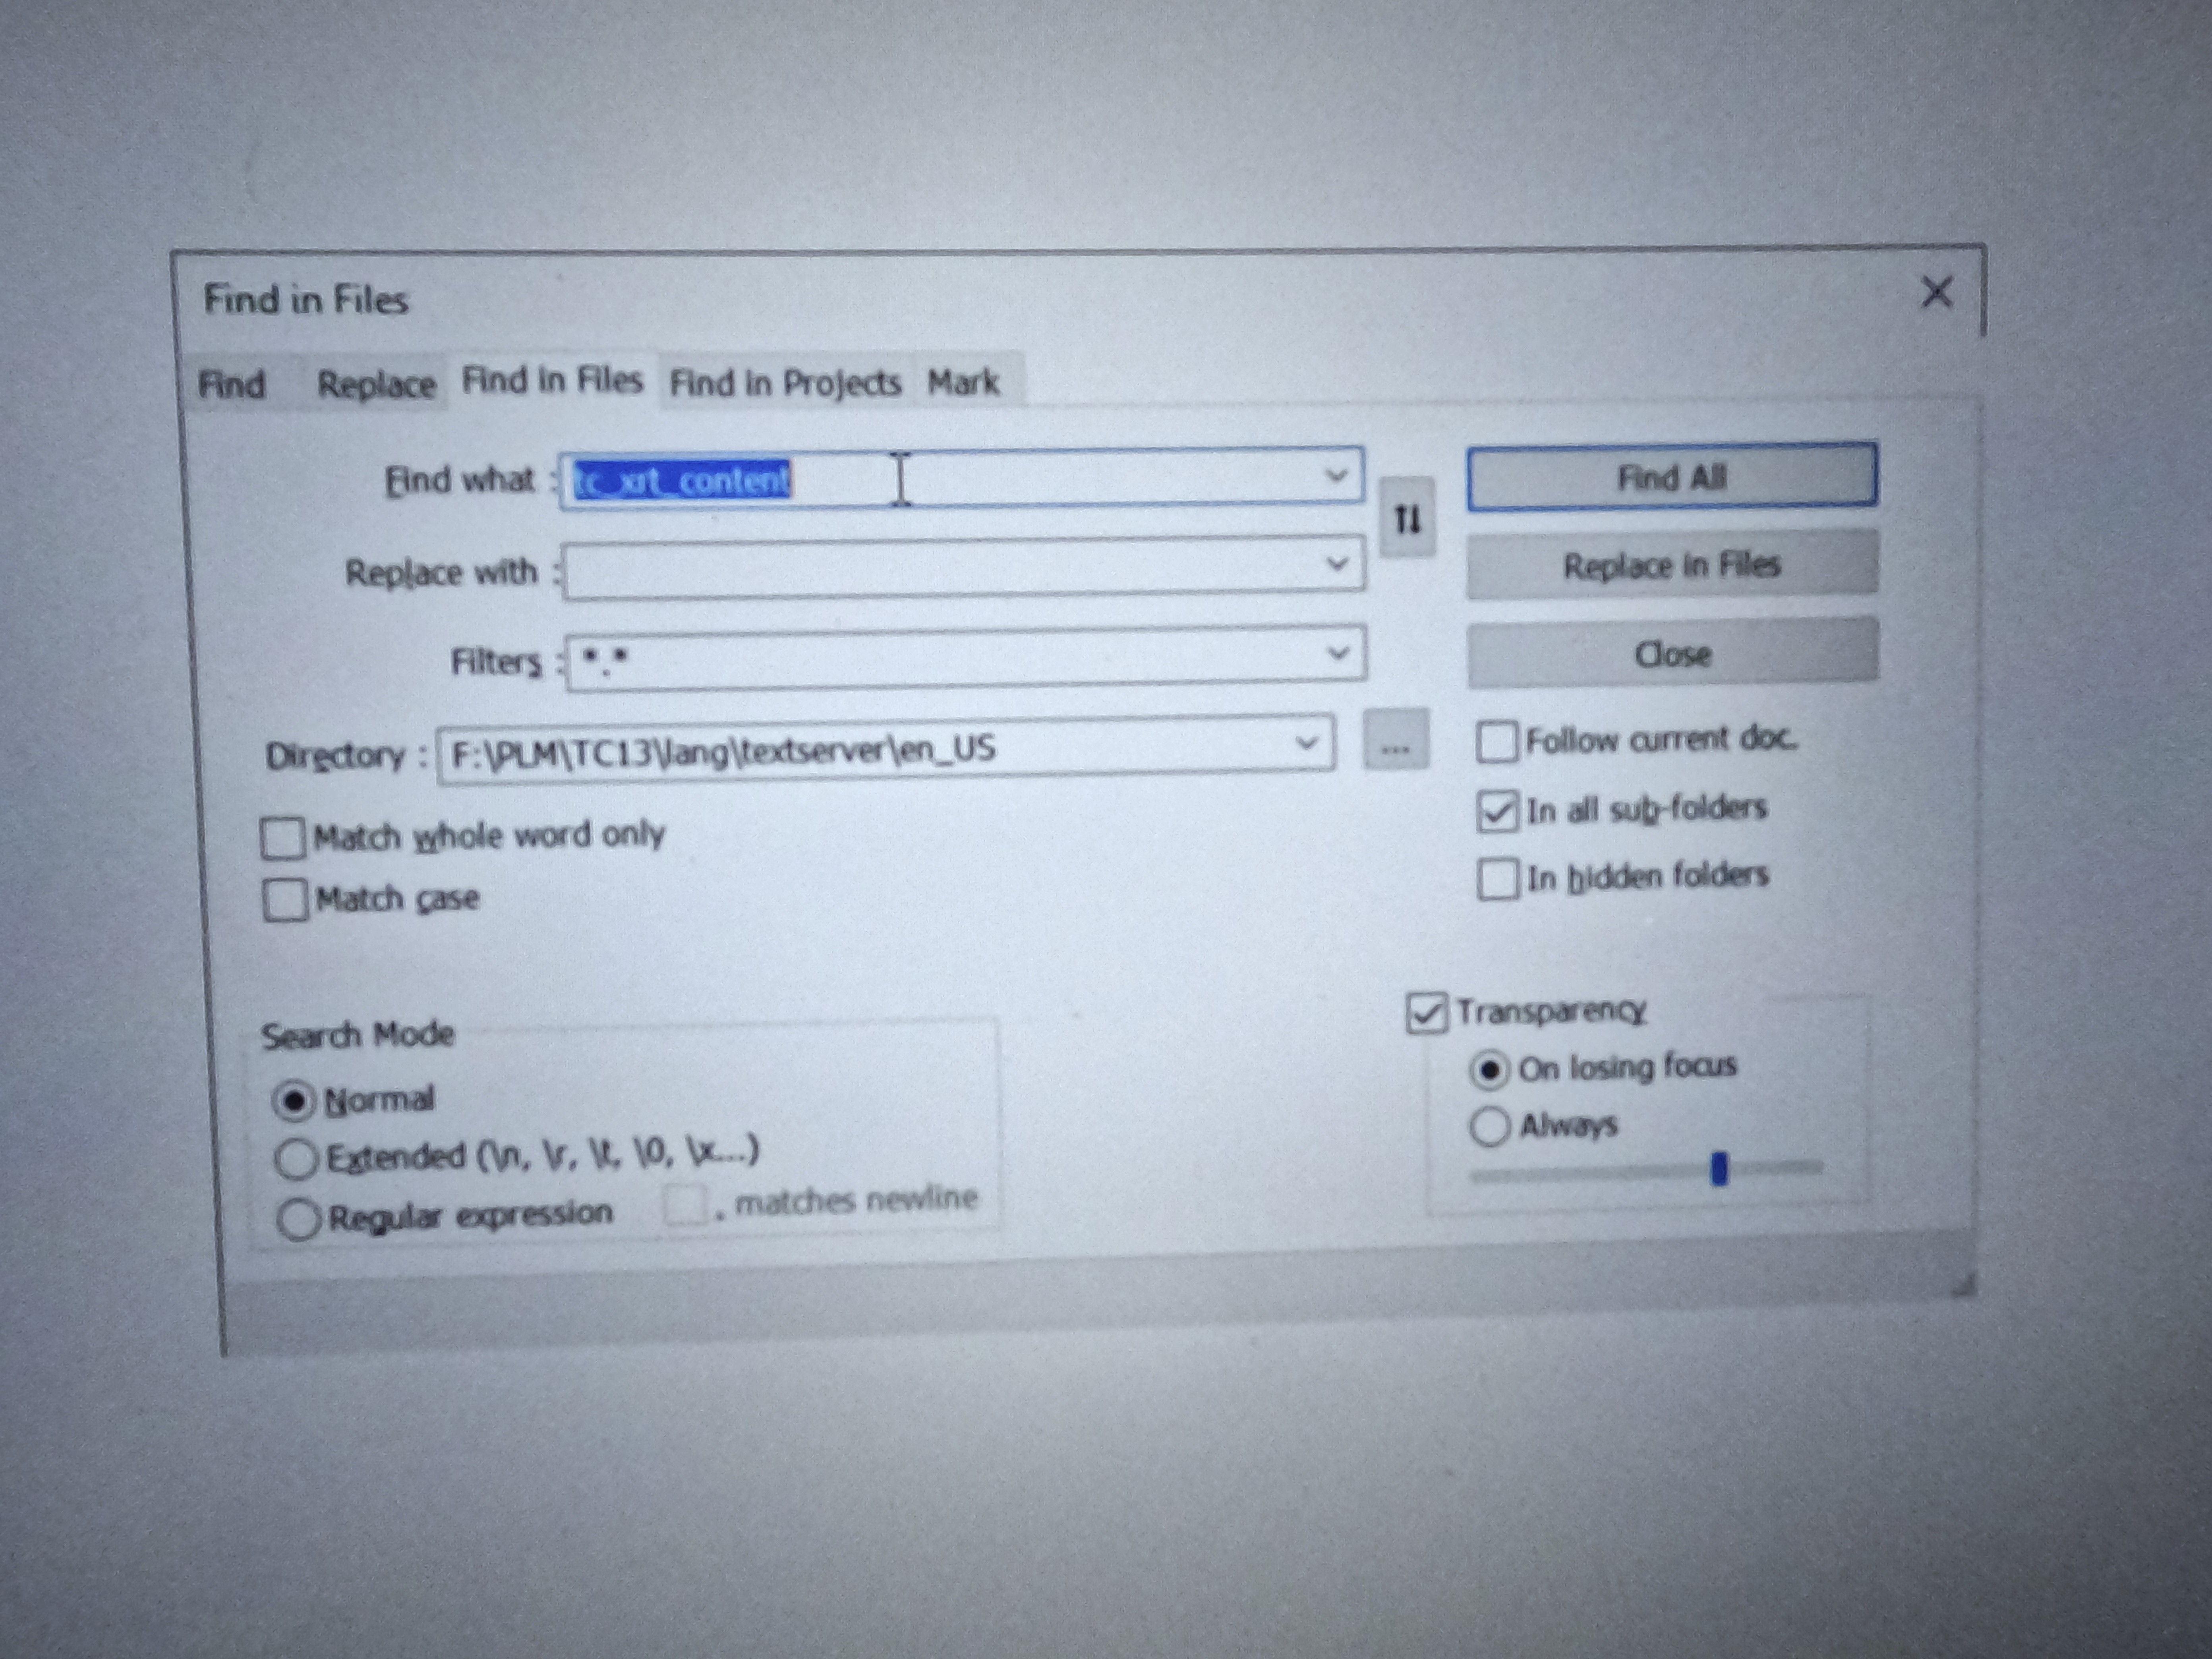 Find in Files
Find Replace Find in Files Find in Projects Mark
Find what : tc_xrt_content
Find All
Replace with :
Replace in Files
Filters : *.*
Close
Directory : F:\PLM\TC13\lang\textserver\en_US ...
Follow current doc.
Match whole word only
In all sub-folders
Match case
In hidden folders
Search Mode
Transparency
Normal
On losing focus
Extended (\n, \r, \t, \0, \x...)
Always
Regular expression . matches newline